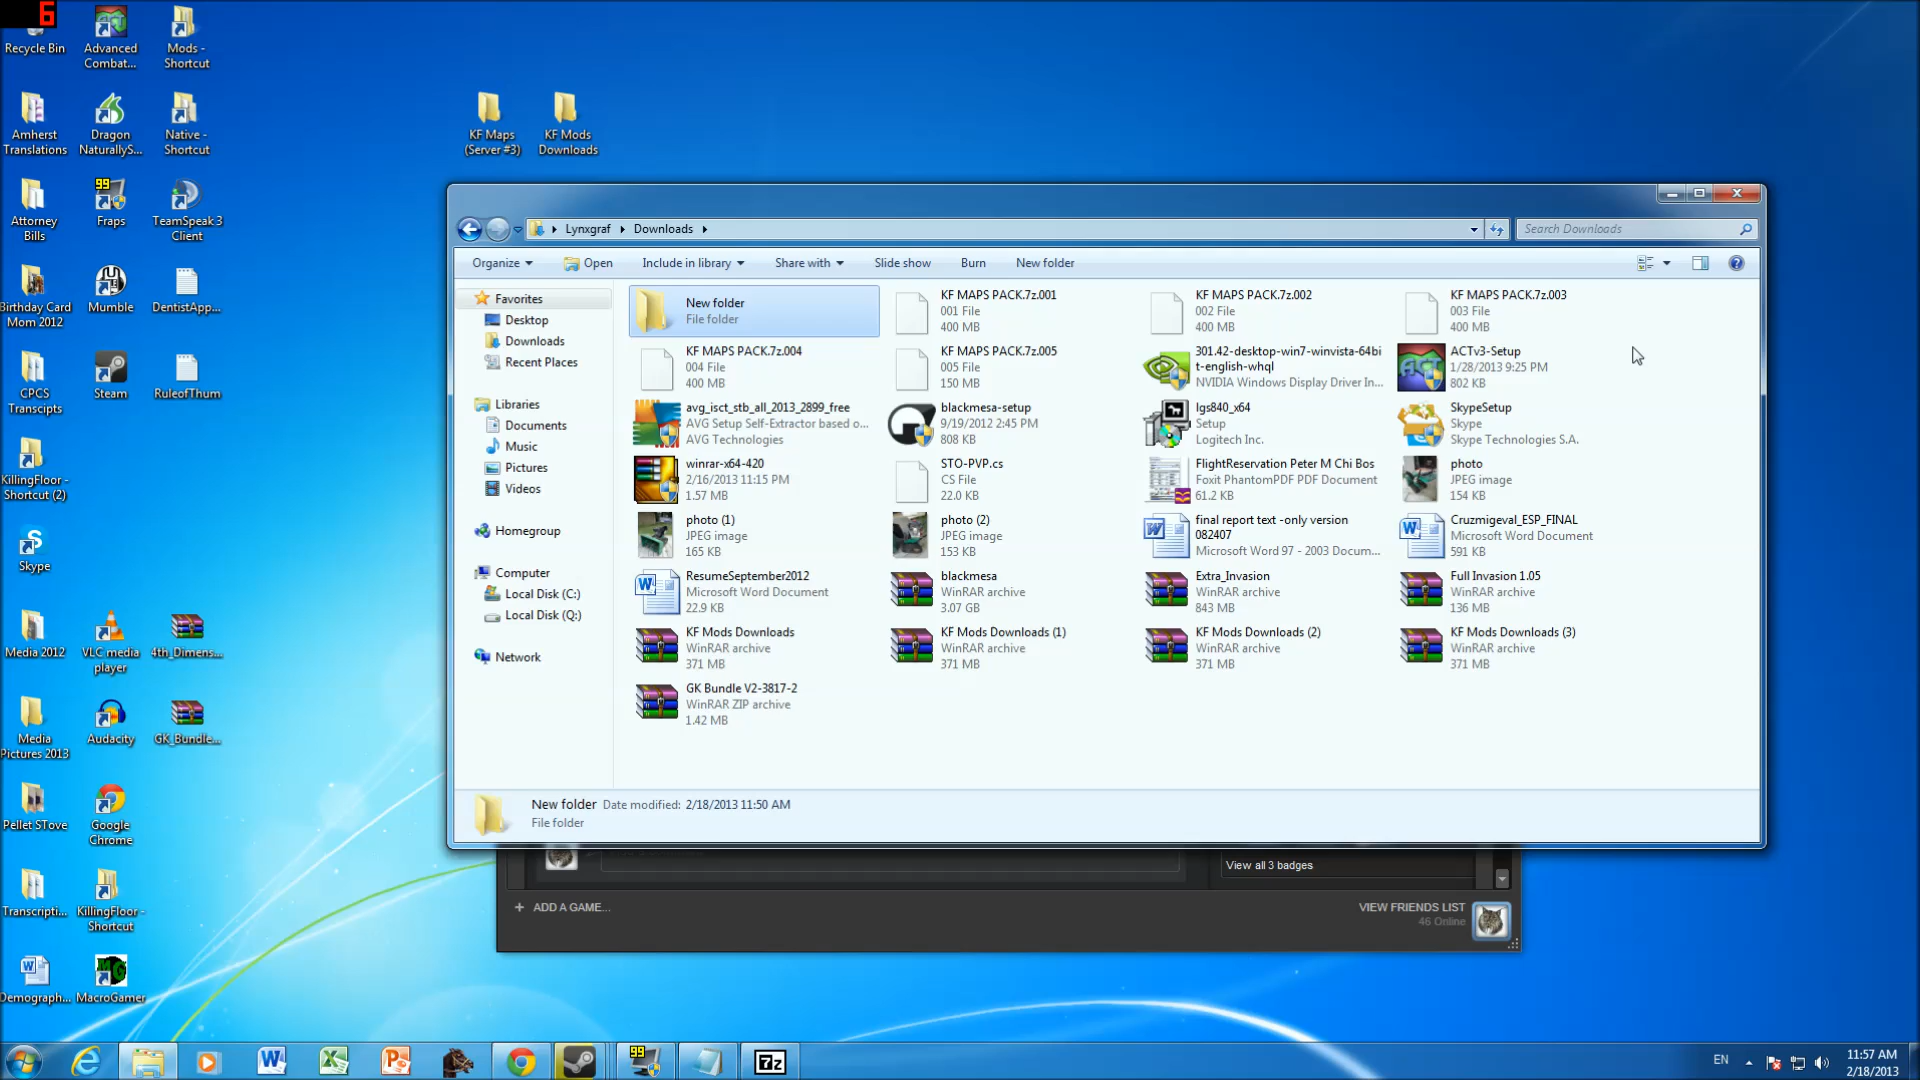 6
Recycle Bin
Advanced
Combat...
Mods -
Shortcut
Amherst
Translations
Dragon
NaturallyS...
Native -
Shortcut
KF Maps
(Server #3)
KF Mods
Downloads
Attorney
Bills
99
Fraps
TeamSpeak 3
Client
Birthday Card
Mom 2012
Mumble
DentistApp...
CPCS
Transcipts
Steam
RuleofThum
KillingFloor -
Shortcut (2)
Skype
Media 2012
VLC media
player
4th_Dimens...
Media
Pictures 2013
Audacity
GK_Bundle...
Pellet STove
Google
Chrome
Transcripti...
KillingFloor -
Shortcut
Demograph...
MacroGamer
Lynxgraf
Downloads
Search Downloads
Organize
Open
Include in library
Share with
Slide show
Burn
New folder
Favorites
Desktop
Downloads
Recent Places
Libraries
Documents
Music
Pictures
Videos
Homegroup
Computer
Local Disk (C:)
Local Disk (Q:)
Network
New folder
File folder
KF MAPS PACK.7z.001
001 File
400 MB
KF MAPS PACK.7z.002
002 File
400 MB
KF MAPS PACK.7z.003
003 File
400 MB
KF MAPS PACK.7z.004
004 File
400 MB
KF MAPS PACK.7z.005
005 File
150 MB
301.42-desktop-win7-winvista-64bi
t-english-whql
NVIDIA Windows Display Driver In...
ACTv3-Setup
1/28/2013 9:25 PM
802 KB
avg_isct_stb_all_2013_2899_free
AVG Setup Self-Extractor based o...
AVG Technologies
blackmesa-setup
9/19/2012 2:45 PM
808 KB
lgs840_x64
Setup
Logitech Inc.
SkypeSetup
Skype
Skype Technologies S.A.
winrar-x64-420
2/16/2013 11:15 PM
1.57 MB
STO-PVP.cs
CS File
22.0 KB
FlightReservation Peter M Chi Bos
Foxit PhantomPDF PDF Document
61.2 KB
photo
JPEG image
154 KB
photo (1)
JPEG image
165 KB
photo (2)
JPEG image
153 KB
final report text -only version
082407
Microsoft Word 97 - 2003 Docum...
Cruzmigeval_ESP_FINAL
Microsoft Word Document
591 KB
ResumeSeptember2012
Microsoft Word Document
22.9 KB
blackmesa
WinRAR archive
3.07 GB
Extra_Invasion
WinRAR archive
843 MB
Full Invasion 1.05
WinRAR archive
136 MB
KF Mods Downloads
WinRAR archive
371 MB
KF Mods Downloads (1)
WinRAR archive
371 MB
KF Mods Downloads (2)
WinRAR archive
371 MB
KF Mods Downloads (3)
WinRAR archive
371 MB
GK Bundle V2-3817-2
WinRAR ZIP archive
1.42 MB
New folder Date modified: 2/18/2013 11:50 AM
File folder
View all 3 badges
+ ADD A GAME...
VIEW FRIENDS LIST
46 Online
99
7z
EN
11:57 AM
2/18/2013